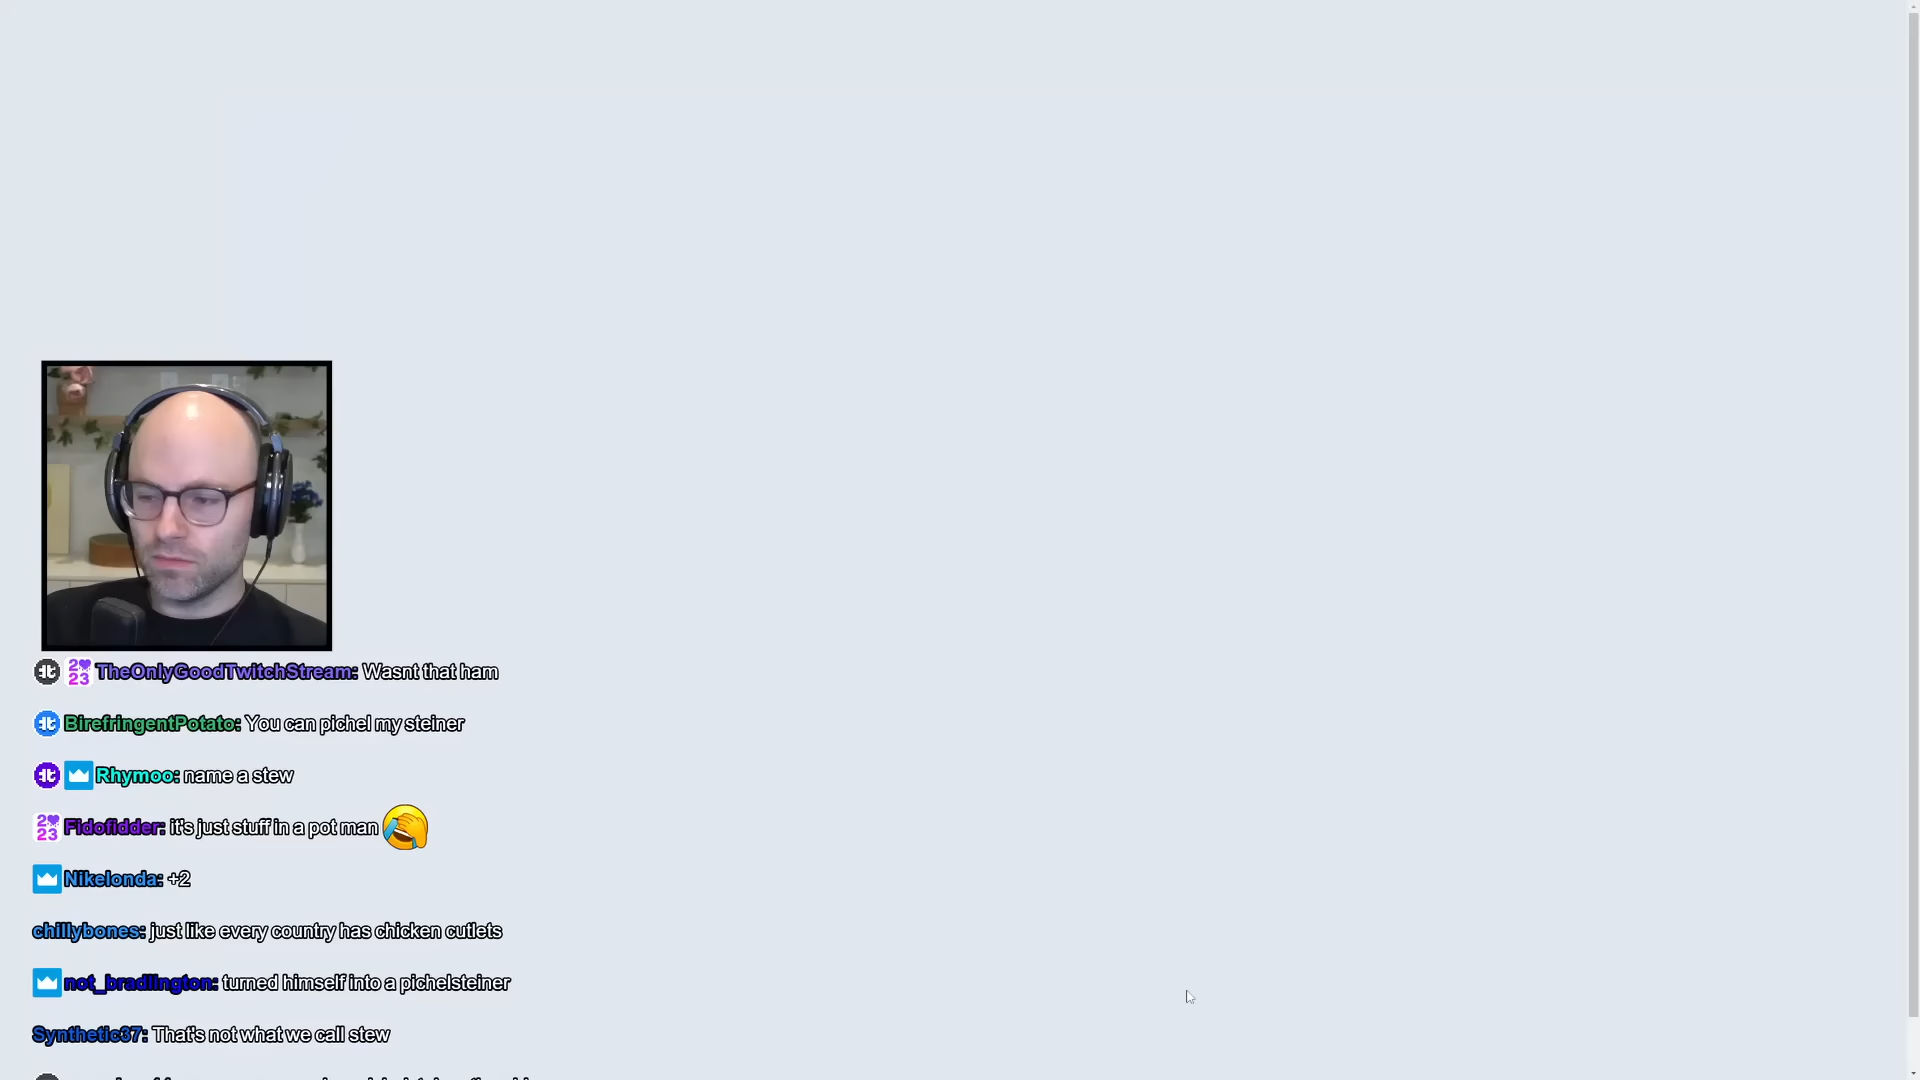 TheOnlyGoodTwitchStream: Wasnt that ham
BirefringentPotato: You can pichel my steiner
Rhymoo: name a stew
Fidofidder: it's just stuff in a pot man
Nikelonda: +2
chillybones: just like every country has chicken cutlets
not_bradlington: turned himself into a pichelsteiner
Synthetic37: That's not what we call stew